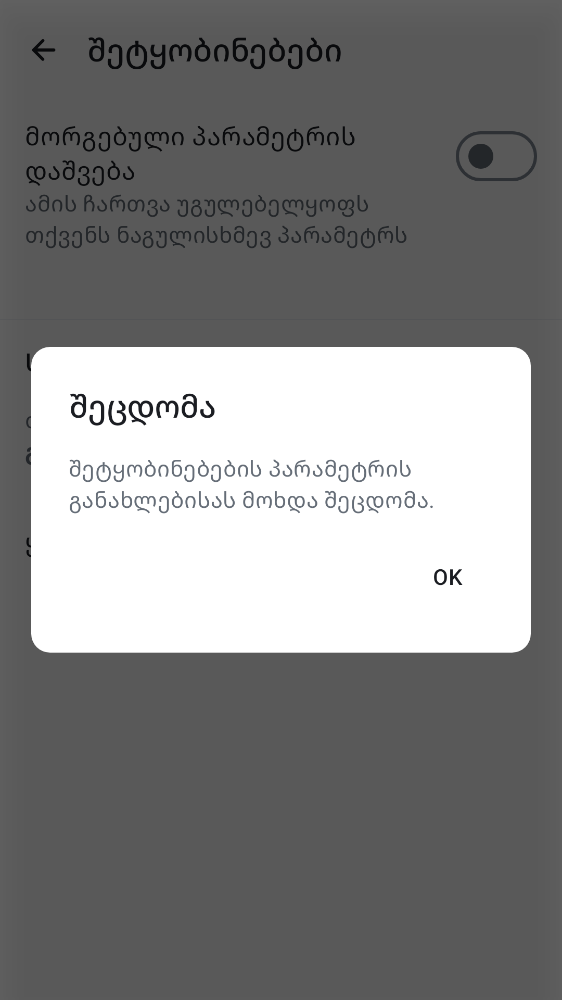 შეტყობინებები
მორგებული პარამეტრის
დაშვება
ამის ჩართვა უგულებელყოფს
თქვენს ნაგულისხმევ პარამეტრს
შეცდომა
შეტყობინებების პარამეტრის
განახლებისას მოხდა შეცდომა.
OK